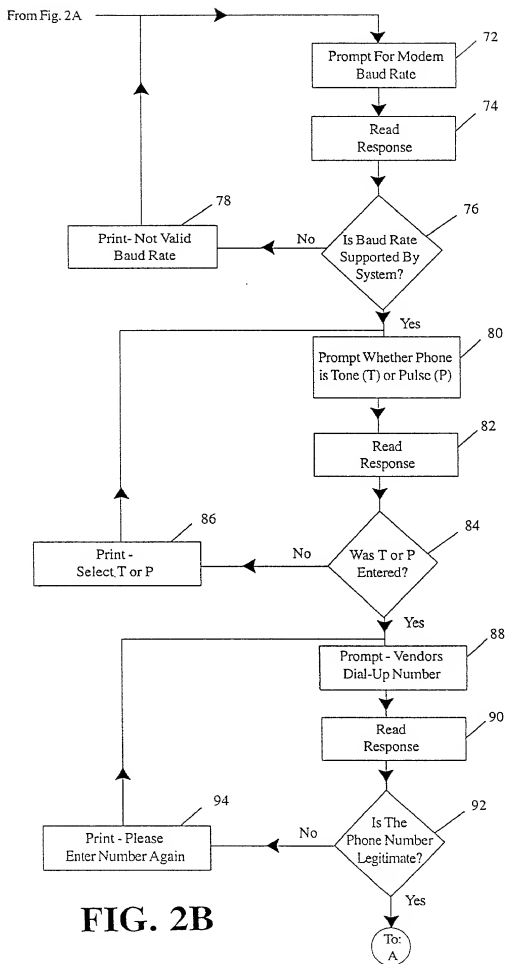 From Fig. 2A
72
Prompt For Modem
Baud Rate
74
Read
Response
78
76
Print- Not Valid
Baud Rate
No
Is Baud Rate
Supported By
System?
Yes
80
Prompt Whether Phone
is Tone (T) or Pulse (P)
82
Read
Response
86
84
Print -
Select T or P
No
Was T or P
Entered?
Yes
88
Prompt - Vendors
Dial-Up Number
90
Read
Response
94
92
Print - Please
Enter Number Again
No
Is The
Phone Number
Legitimate?
Yes
FIG. 2B
To:
A